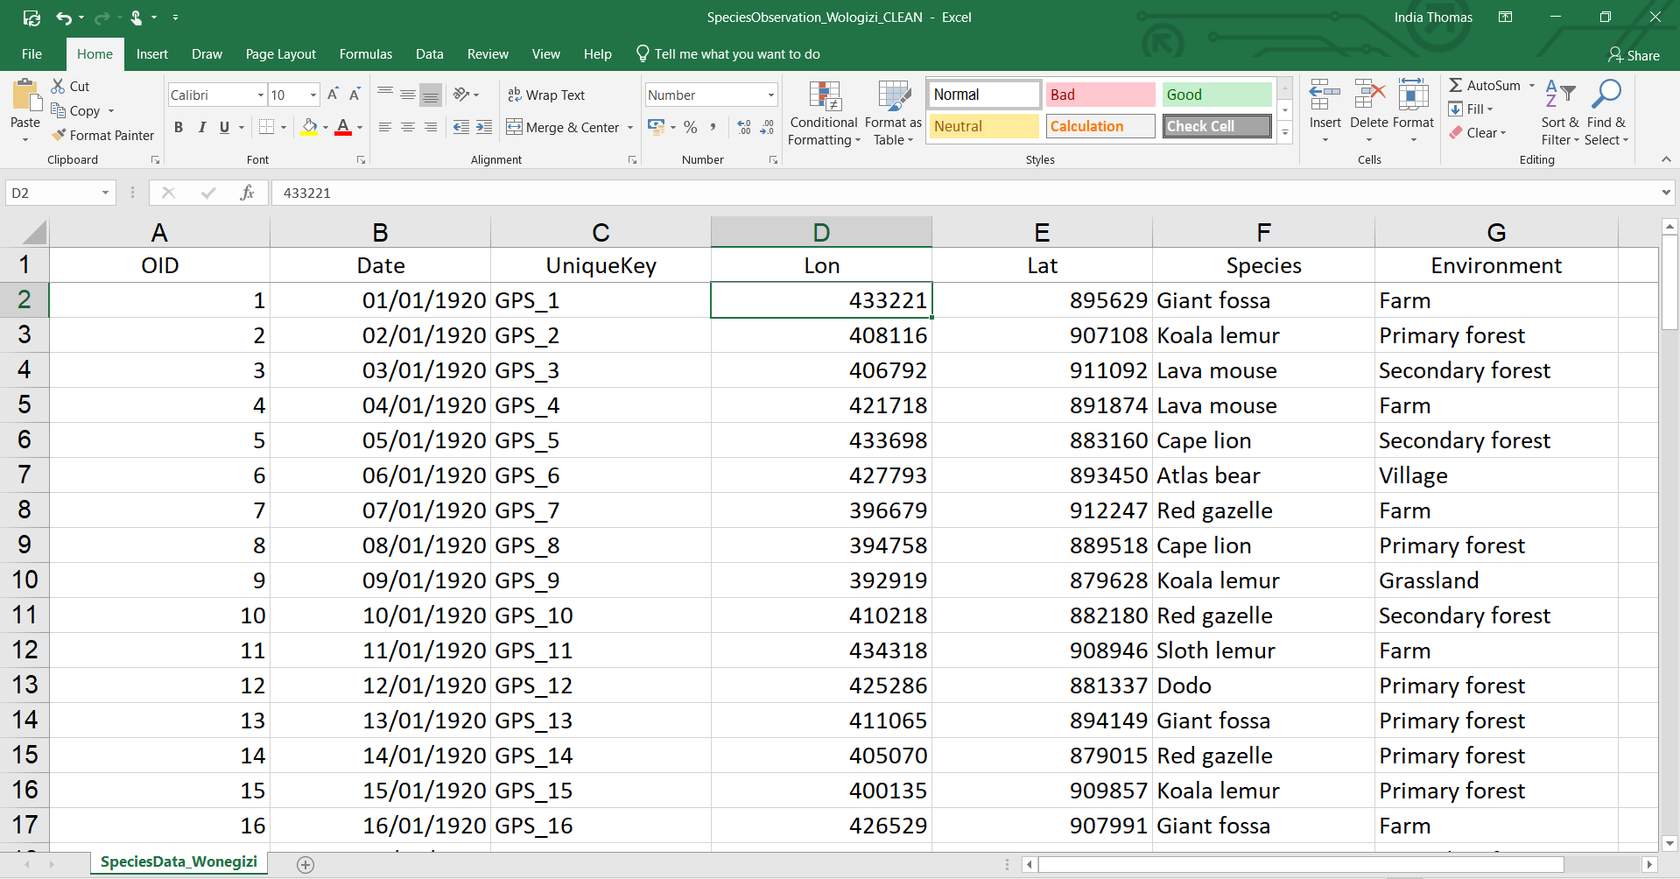 SpeciesObservation_Wologizi_CLEAN - Excel
India Thomas
File Home Insert Draw Page Layout Formulas Data Review View Help Tell me what you want to do Share
Paste Cut Copy Format Painter
Clipboard
Calibri 10
B I U A
Font
Wrap Text
Merge & Center
Alignment
Number
% ,
Number
Conditional Formatting Format as Table
Normal Bad Good
Neutral Calculation Check Cell
Styles
Insert Delete Format
Cells
AutoSum
Fill
Clear
Sort & Filter Find & Select
Editing
D2 fx 433221
A B C D E F G
1 OID Date UniqueKey Lon Lat Species Environment
2 1 01/01/1920 GPS_1 433221 895629 Giant fossa Farm
3 2 02/01/1920 GPS_2 408116 907108 Koala lemur Primary forest
4 3 03/01/1920 GPS_3 406792 911092 Lava mouse Secondary forest
5 4 04/01/1920 GPS_4 421718 891874 Lava mouse Farm
6 5 05/01/1920 GPS_5 433698 883160 Cape lion Secondary forest
7 6 06/01/1920 GPS_6 427793 893450 Atlas bear Village
8 7 07/01/1920 GPS_7 396679 912247 Red gazelle Farm
9 8 08/01/1920 GPS_8 394758 889518 Cape lion Primary forest
10 9 09/01/1920 GPS_9 392919 879628 Koala lemur Grassland
11 10 10/01/1920 GPS_10 410218 882180 Red gazelle Secondary forest
12 11 11/01/1920 GPS_11 434318 908946 Sloth lemur Farm
13 12 12/01/1920 GPS_12 425286 881337 Dodo Primary forest
14 13 13/01/1920 GPS_13 411065 894149 Giant fossa Primary forest
15 14 14/01/1920 GPS_14 405070 879015 Red gazelle Primary forest
16 15 15/01/1920 GPS_15 400135 909857 Koala lemur Primary forest
17 16 16/01/1920 GPS_16 426529 907991 Giant fossa Farm
SpeciesData_Wonegizi